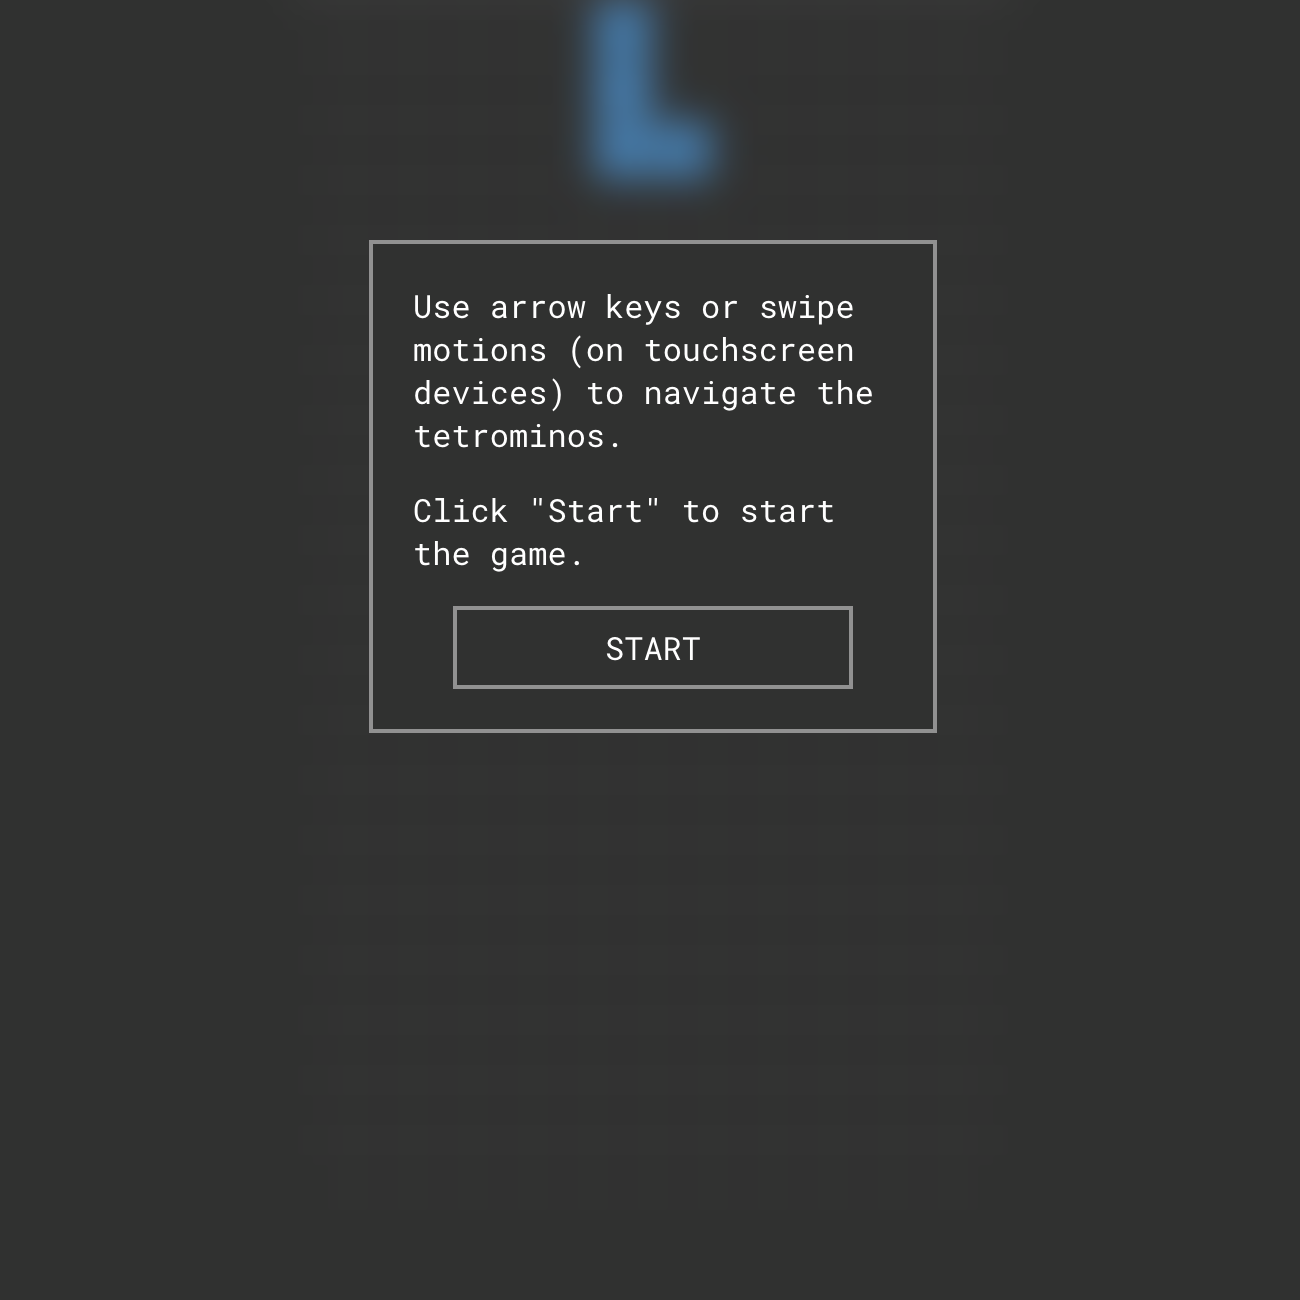 Use arrow keys or swipe
motions (on touchscreen
devices) to navigate the
tetrominos.
Click "Start" to start
the game.
START